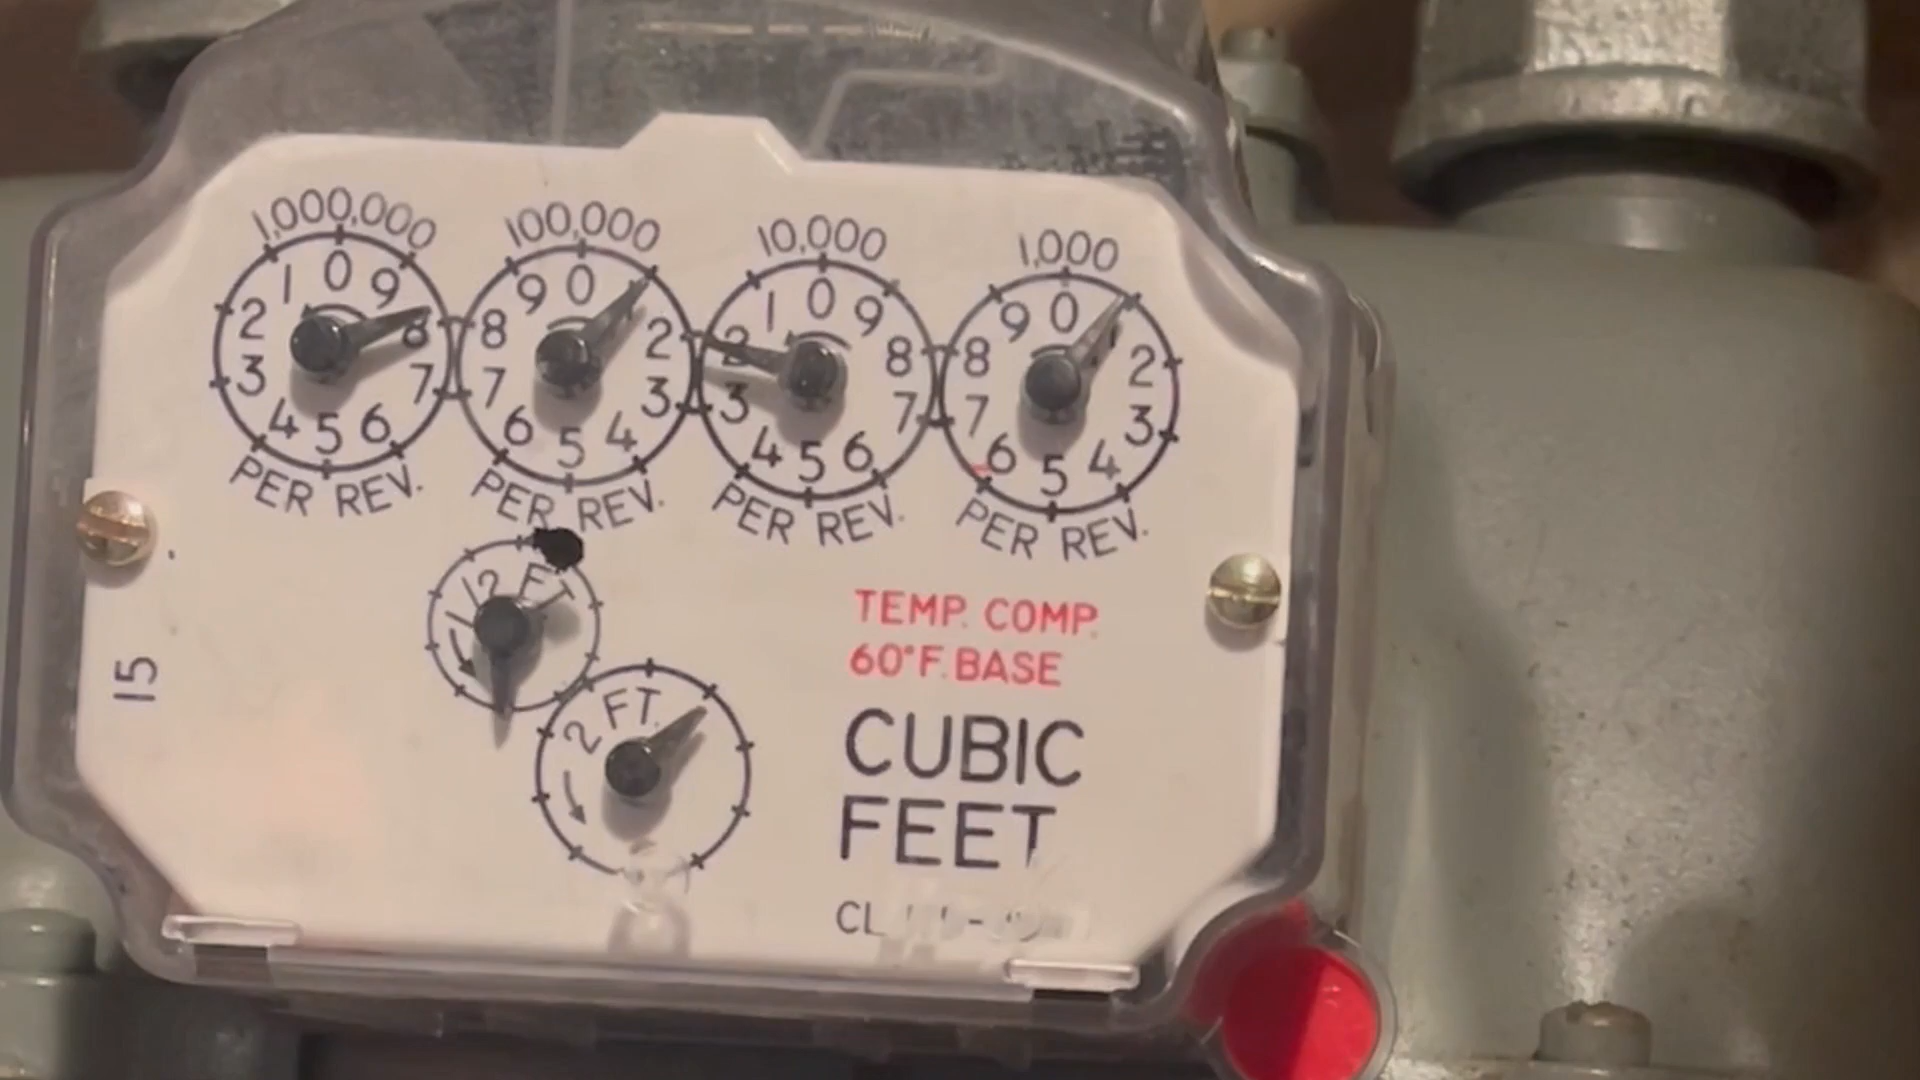 1,000,000 100,000 10,000 1,000
0 9 8 7 6 5 4 3 2 1
0 2 3 4 5 6 7 8 9
0 9 8 7 6 5 4 3 2 1
0 2 3 4 5 6 7 8 9
PER REV. PER REV. PER REV. PER REV.
1/2 FT
2 FT.
15
TEMP. COMP.
60°F. BASE
CUBIC
FEET